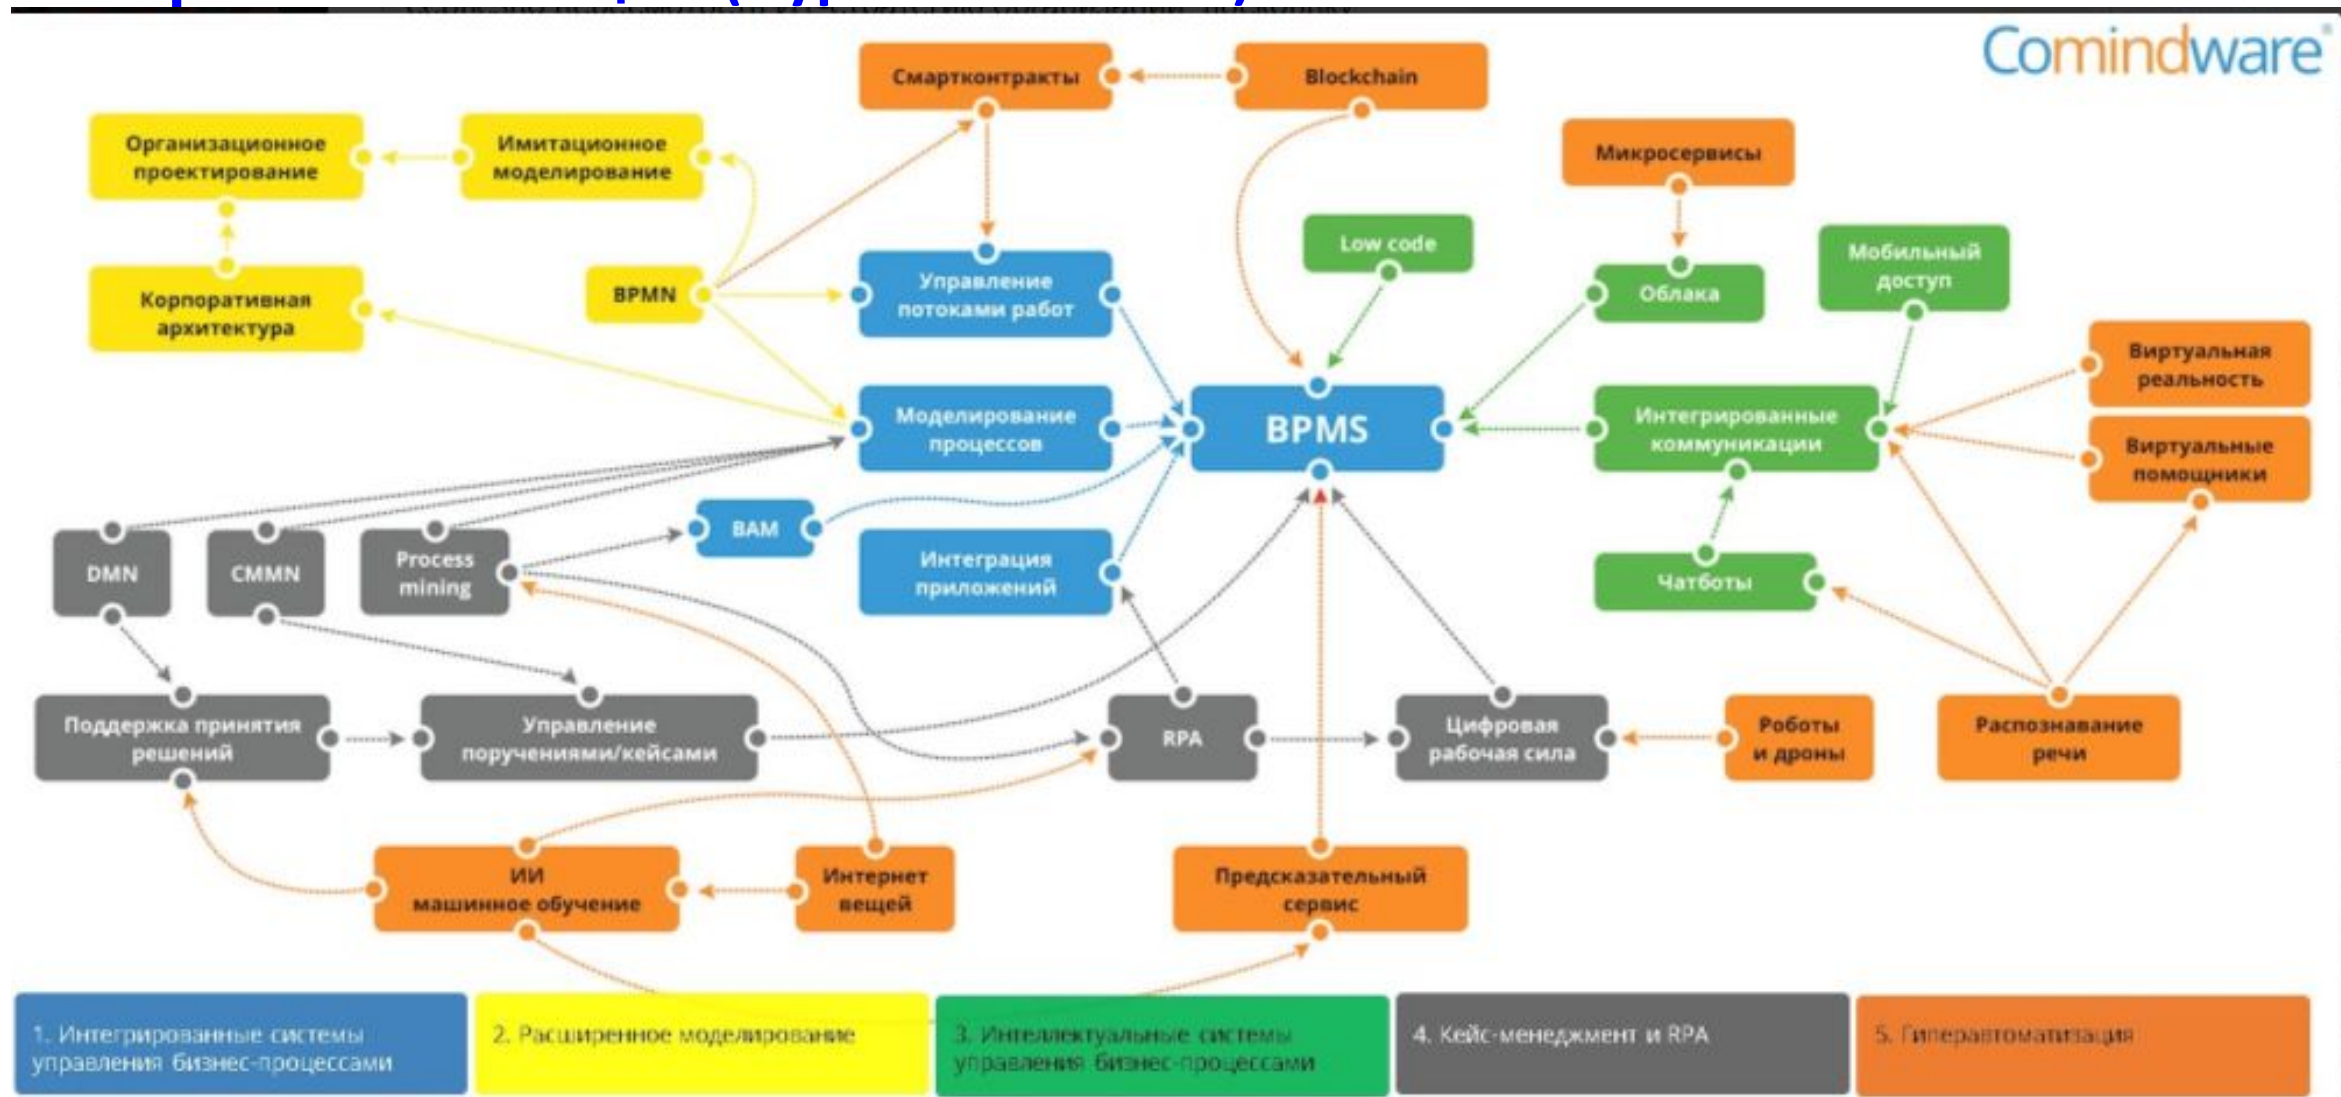 Comindware
Смартконтракты
Blockchain
Организационное
проектирование
Имитационное
моделирование
Микросервисы
Low code
Мобильный
доступ
Корпоративная
архитектура
BPMN
Управление
потоками работ
Облака
Виртуальная
реальность
Моделирование
процессов
BPMS
Интегрированные
коммуникации
Виртуальные
помощники
DMN
CMMN
Process
mining
BAM
Интеграция
приложений
Чатботы
Поддержка принятия
решений
Управление
поручениями/кейсами
RPA
Цифровая
рабочая сила
Роботы
и дроны
Распознавание
речи
ИИ
машинное обучение
Интернет
вещей
Предсказательный
сервис
1. Интегрированные системы
управления бизнес-процессами
2. Расширенное моделирование
3. Интеллектуальные системы
управления бизнес-процессами
4. Кейс-менеджмент и RPA
5. Гиперавтоматизация